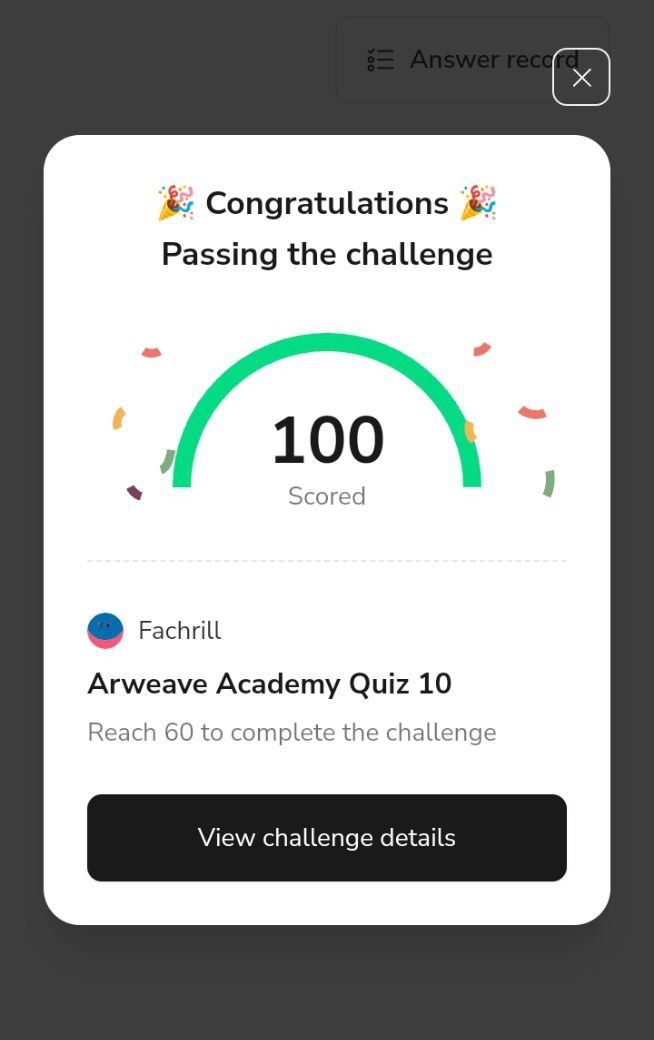 Answer record
🎉 Congratulations 🎉
Passing the challenge
100
Scored
Fachrill
Arweave Academy Quiz 10
Reach 60 to complete the challenge
View challenge details